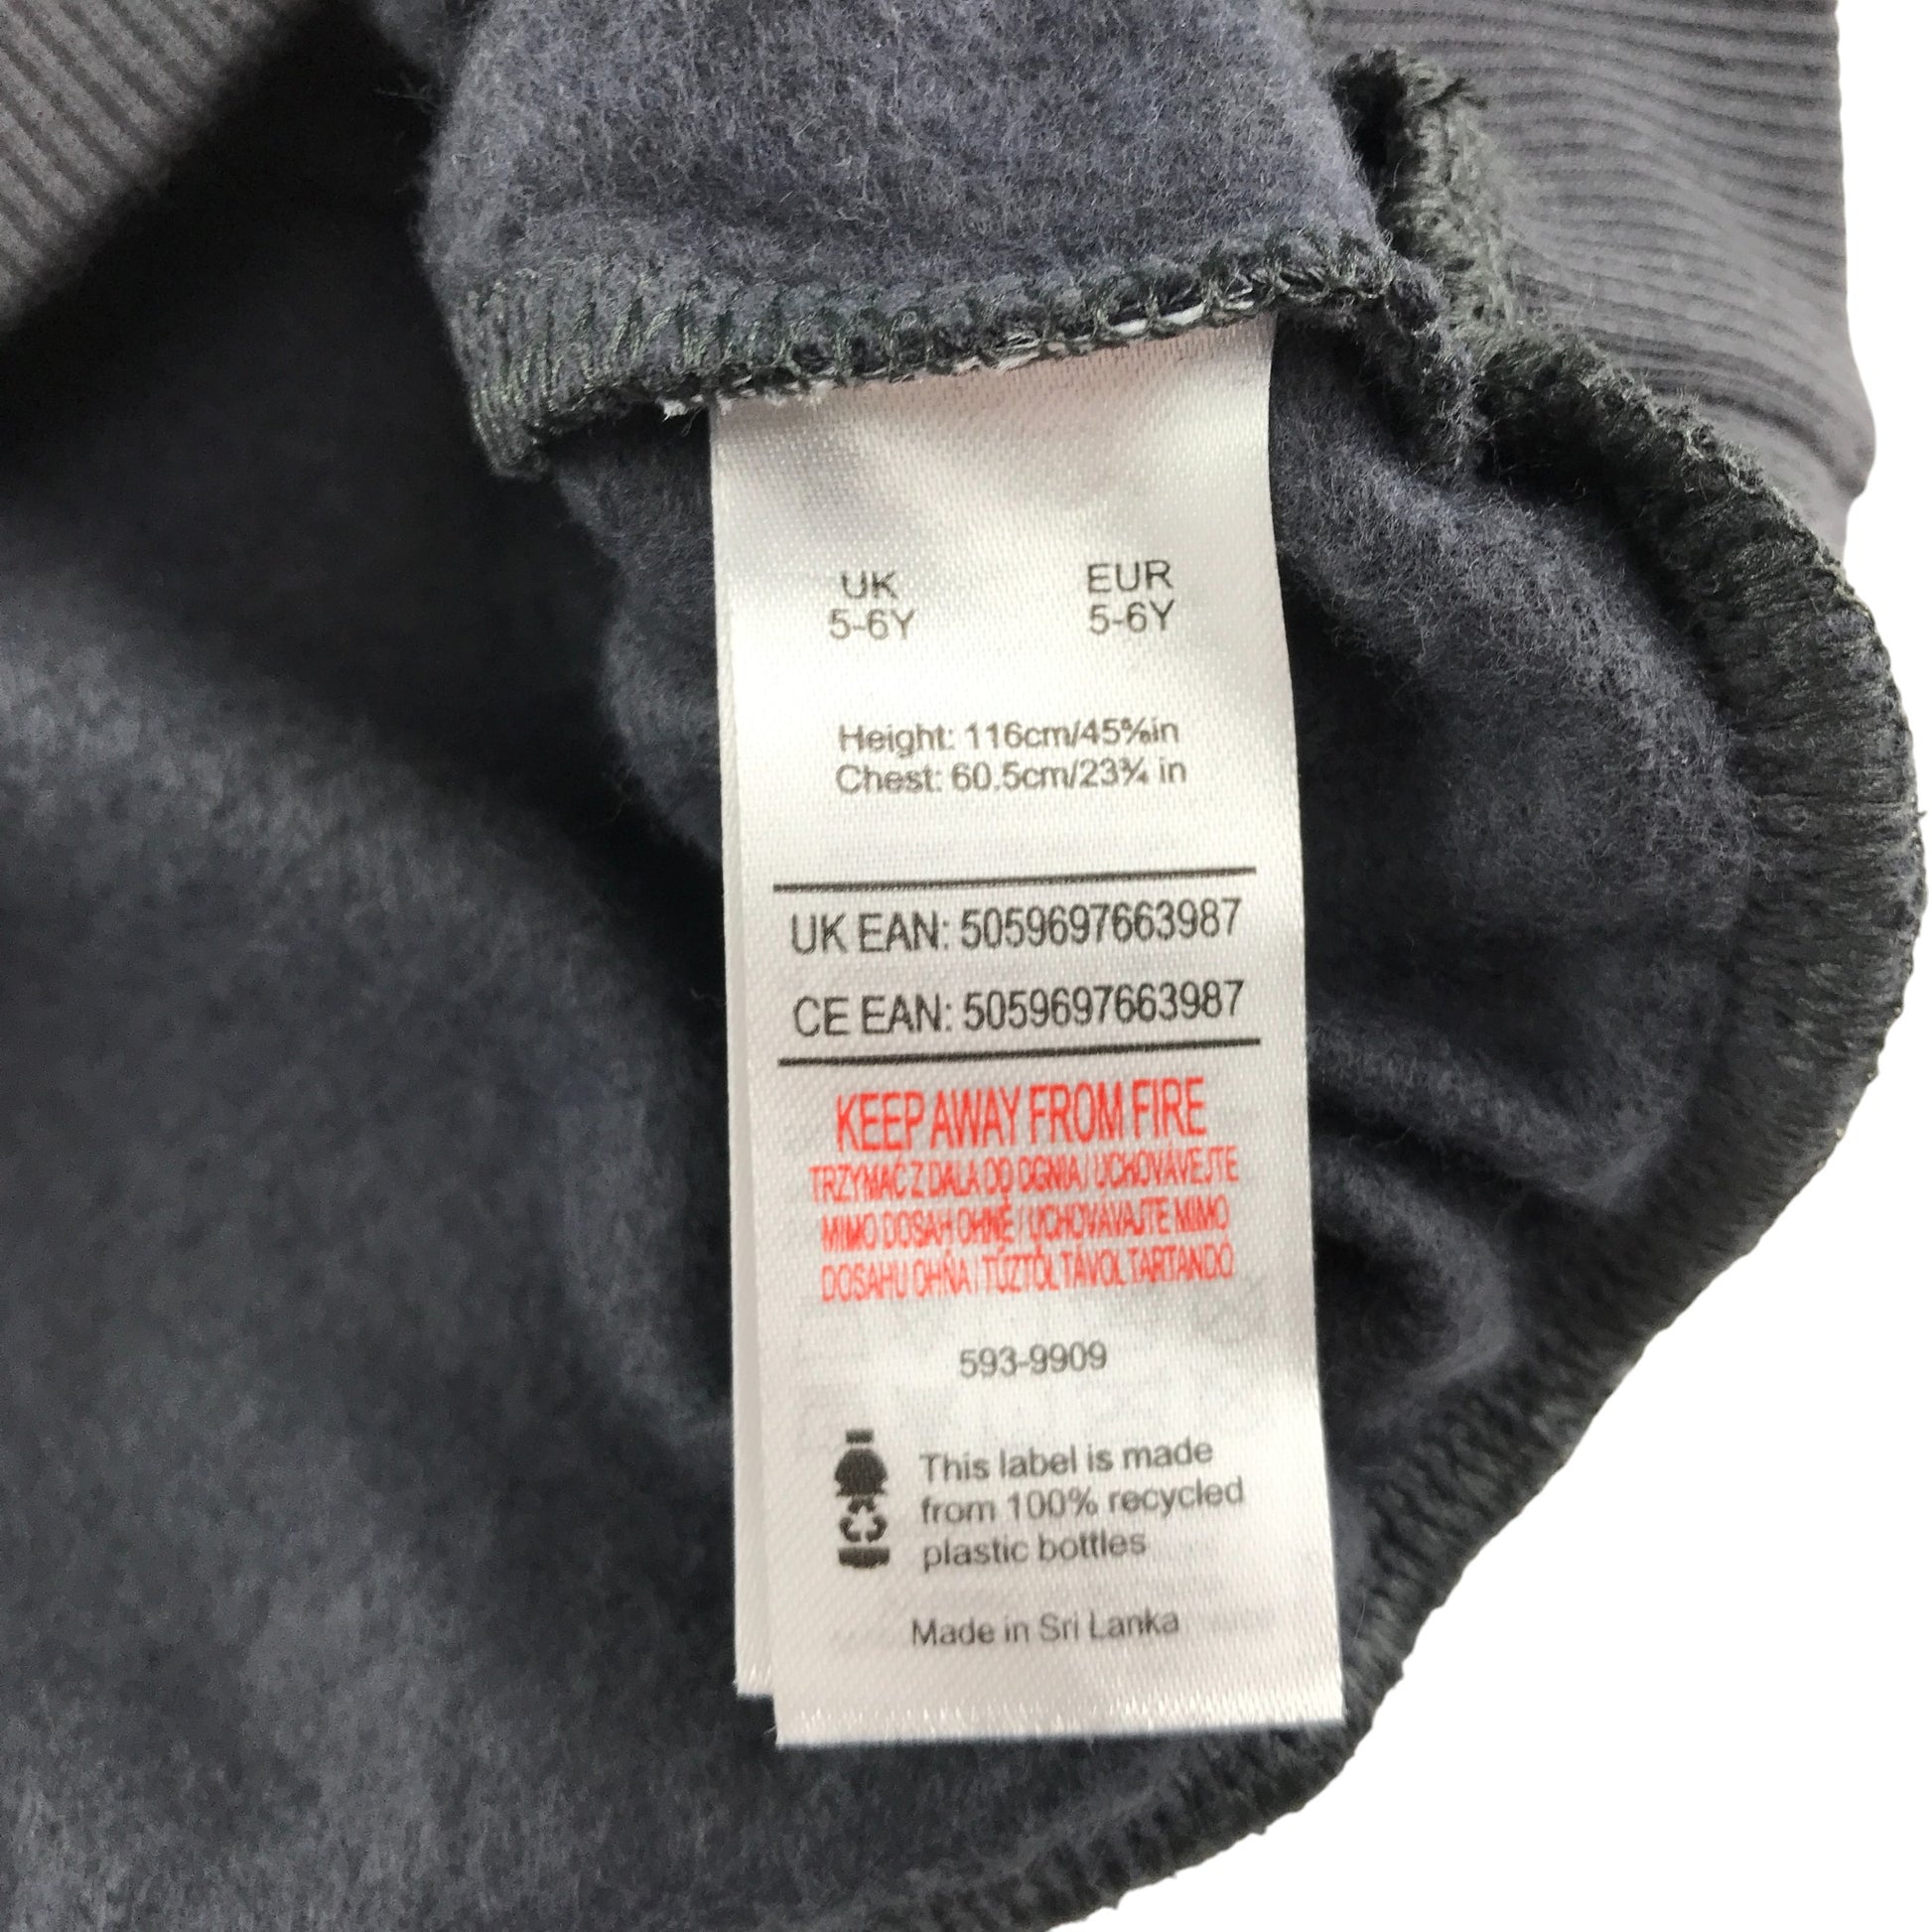 UK EUR
5-6Y 5-6Y
Height: 116cm/45⅝in
Chest: 60.5cm/23¾ in
UK EAN: 5059697663987
CE EAN: 5059697663987
KEEP AWAY FROM FIRE
TRZYMAĆ Z DALA OD OGNIA / UCHOVÁVEJTE
MIMO DOSAH OHNĚ / UCHOVÁVAJTE MIMO
DOSAHU OHŇA / TŰZTŐL TÁVOL TARTANDÓ
593-9909
This label is made
from 100% recycled
plastic bottles
Made in Sri Lanka